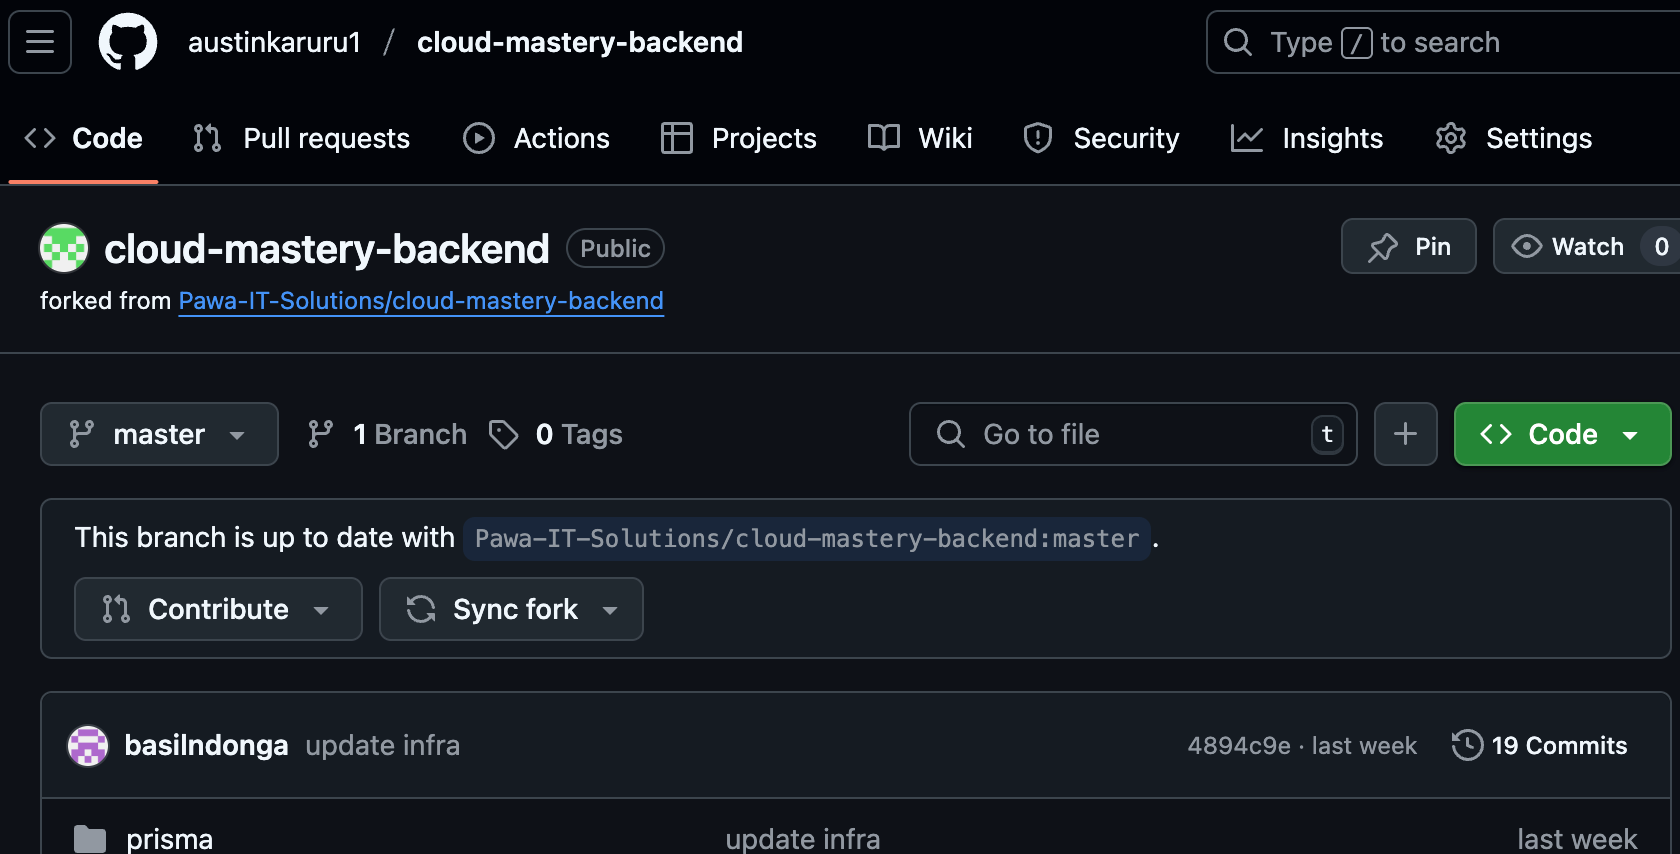 austinkaruru1 / cloud-mastery-backend
Type / to search
Code
Pull requests
Actions
Projects
Wiki
Security
Insights
Settings
cloud-mastery-backend
Public
Pin
Watch 0
forked from Pawa-IT-Solutions/cloud-mastery-backend
master
1 Branch
0 Tags
Go to file
t
Code
This branch is up to date with Pawa-IT-Solutions/cloud-mastery-backend:master .
Contribute
Sync fork
basilndonga update infra
4894c9e · last week
19 Commits
prisma
update infra
last week